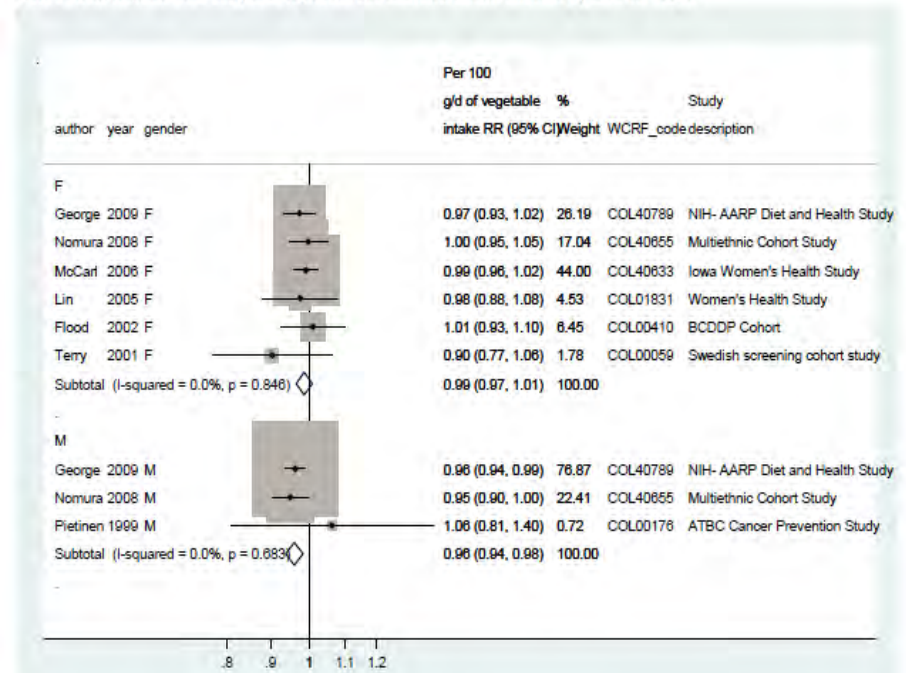 Per 100
g/d of vegetable % Study
author year gender intake RR (95% CI) Weight WCRF_code description
F
George 2009 F 0.97 (0.93, 1.02) 26.19 COL40789 NIH- AARP Diet and Health Study
Nomura 2008 F 1.00 (0.95, 1.05) 17.04 COL40655 Multiethnic Cohort Study
McCarl 2006 F 0.99 (0.96, 1.02) 44.00 COL40633 Iowa Women's Health Study
Lin 2005 F 0.98 (0.88, 1.08) 4.53 COL01831 Women's Health Study
Flood 2002 F 1.01 (0.93, 1.10) 6.45 COL00410 BCDDP Cohort
Terry 2001 F 0.90 (0.77, 1.06) 1.78 COL00059 Swedish screening cohort study
Subtotal (I-squared = 0.0%, p = 0.846) 0.99 (0.97, 1.01) 100.00
.
M
George 2009 M 0.96 (0.94, 0.99) 76.87 COL40789 NIH- AARP Diet and Health Study
Nomura 2008 M 0.95 (0.90, 1.00) 22.41 COL40655 Multiethnic Cohort Study
Pietinen 1999 M 1.06 (0.81, 1.40) 0.72 COL00176 ATBC Cancer Prevention Study
Subtotal (I-squared = 0.0%, p = 0.683) 0.96 (0.94, 0.98) 100.00
.
.8 .9 1 1.1 1.2